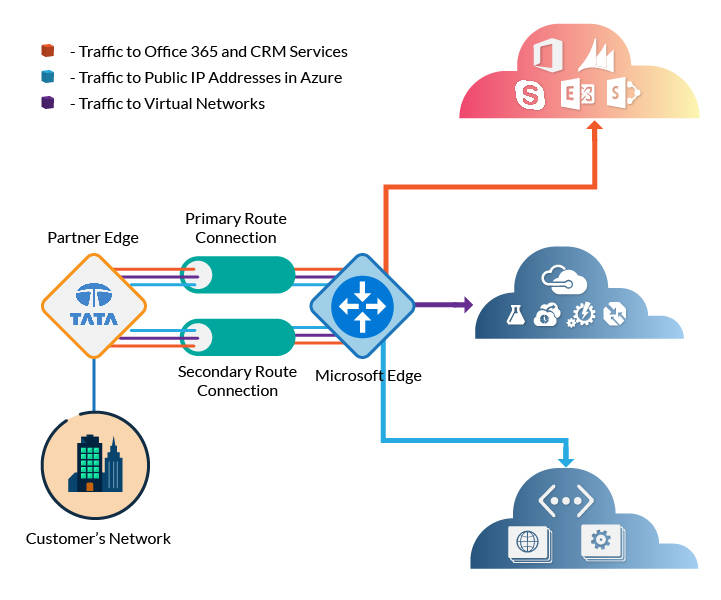 - Traffic to Office 365 and CRM Services
- Traffic to Public IP Addresses in Azure
- Traffic to Virtual Networks
S
E
S
Primary Route
Connection
Partner Edge
TATA
Secondary Route
Connection
Microsoft Edge
Customer's Network